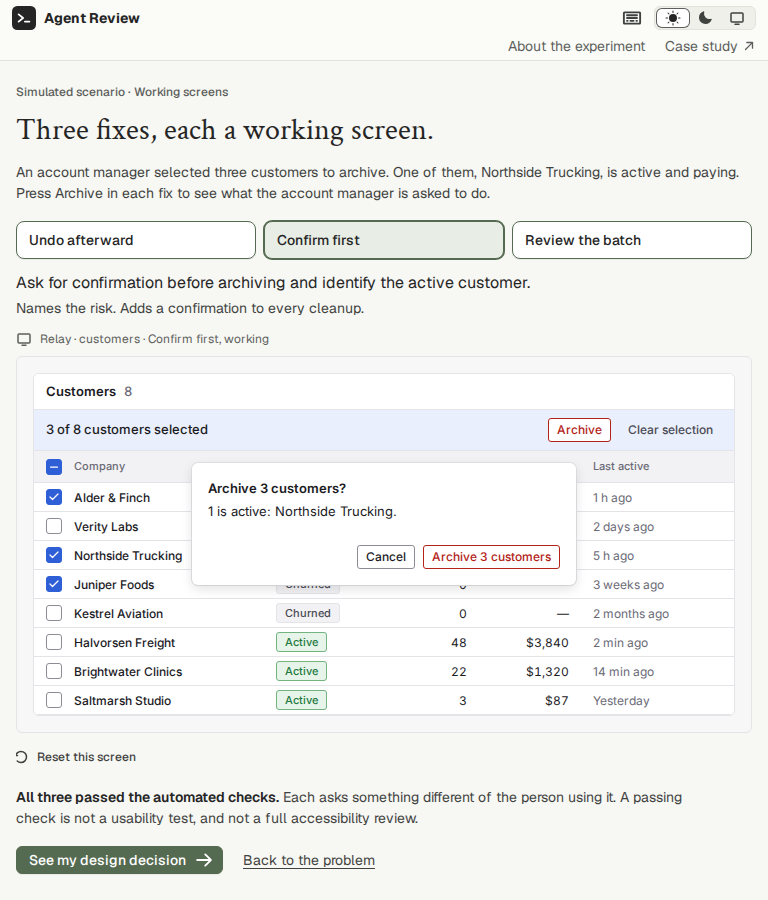 Agent Review
About the experiment
Case study
Simulated scenario · Working screens
Three fixes, each a working screen.
An account manager selected three customers to archive. One of them, Northside Trucking, is active and paying.
Press Archive in each fix to see what the account manager is asked to do.
Undo afterward
Confirm first
Review the batch
Ask for confirmation before archiving and identify the active customer.
Names the risk. Adds a confirmation to every cleanup.
Relay · customers · Confirm first, working
Customers 8
3 of 8 customers selected
Archive
Clear selection
Company
Last active
Archive 3 customers?
1 is active: Northside Trucking.
Cancel
Archive 3 customers
Alder & Finch 1 h ago
Verity Labs 2 days ago
Northside Trucking 5 h ago
Juniper Foods 3 weeks ago
Kestrel Aviation Churned 0 — 2 months ago
Halvorsen Freight Active 48 $3,840 2 min ago
Brightwater Clinics Active 22 $1,320 14 min ago
Saltmarsh Studio Active 3 $87 Yesterday
Reset this screen
All three passed the automated checks. Each asks something different of the person using it. A passing
check is not a usability test, and not a full accessibility review.
See my design decision
Back to the problem